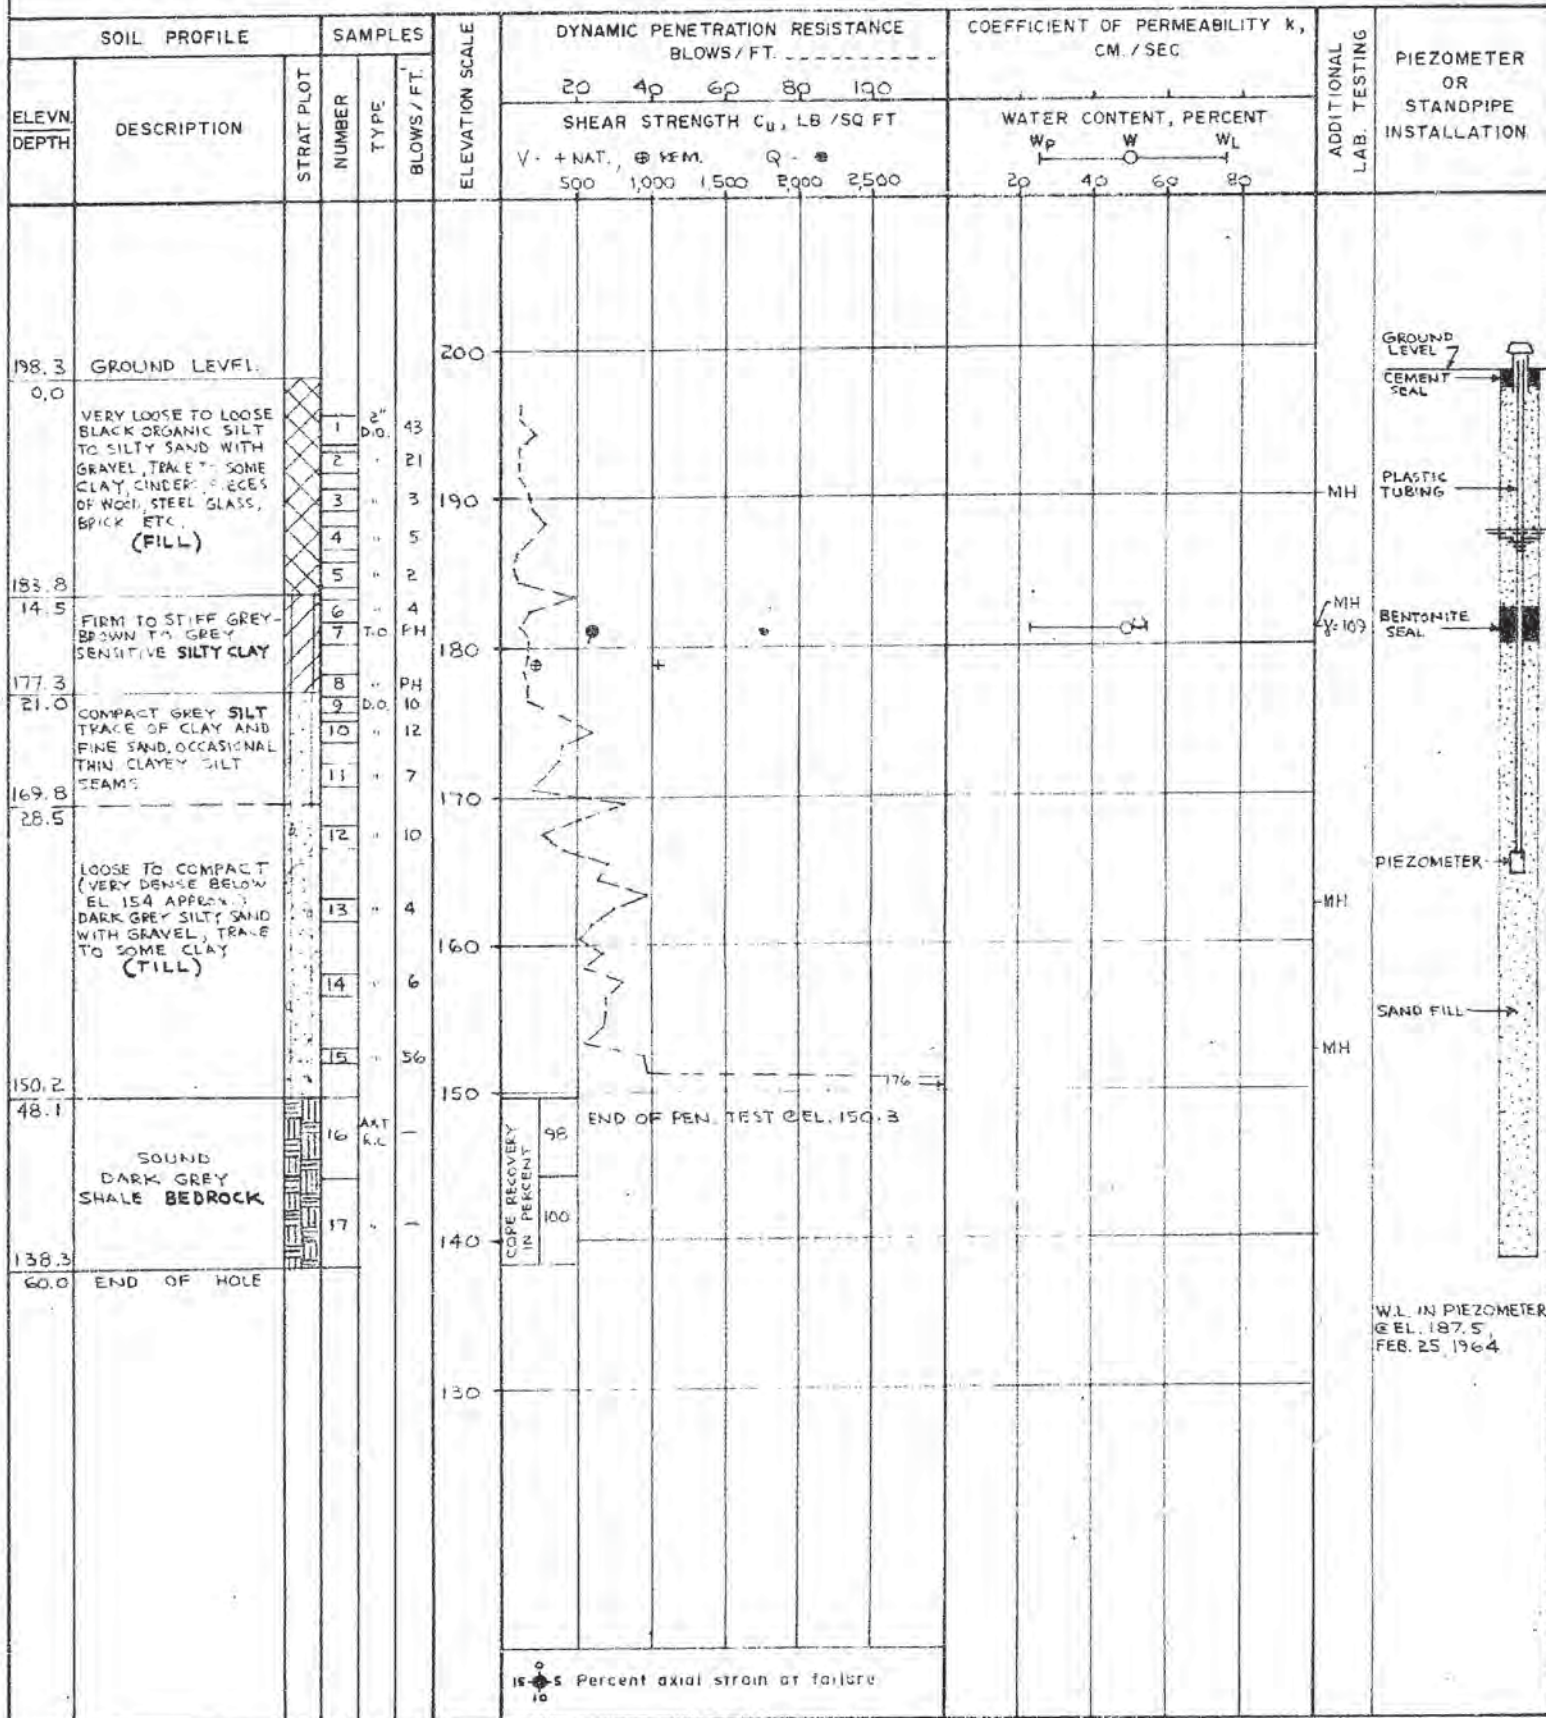 SOIL PROFILE
SAMPLES
ELEVN.
DEPTH
DESCRIPTION
STRAT. PLOT
NUMBER
TYPE
BLOWS / FT.
ELEVATION SCALE
DYNAMIC PENETRATION RESISTANCE
BLOWS / FT.
20 40 60 80 100
SHEAR STRENGTH Cu, LB / SQ FT
V - + NAT., ⊕ REM. Q - ●
500 1,000 1,500 2,000 2,500
COEFFICIENT OF PERMEABILITY k,
CM. / SEC
WATER CONTENT, PERCENT
WP W WL
20 40 60 80
ADDITIONAL
LAB. TESTING
PIEZOMETER
OR
STANDPIPE
INSTALLATION
198.3 GROUND LEVEL
0.0
VERY LOOSE TO LOOSE
BLACK ORGANIC SILT
TO SILTY SAND WITH
GRAVEL, TRACE TO SOME
CLAY, CINDERS
OF WOOD, STEEL GLASS,
BRICK ETC.
(FILL)
183.8
14.5
FIRM TO STIFF GREY-
BROWN TO GREY
SENSITIVE SILTY CLAY
177.3
21.0
COMPACT GREY SILT
TRACE OF CLAY AND
FINE SAND, OCCASIONAL
THIN CLAYEY SILT
SEAMS
169.8
28.5
LOOSE TO COMPACT
(VERY DENSE BELOW
EL. 154 APPROX.)
DARK GREY SILTY SAND
WITH GRAVEL, TRACE
TO SOME CLAY
(TILL)
150.2
48.1
SOUND
DARK GREY
SHALE BEDROCK
138.3
60.0 END OF HOLE
1 2" D.O. 43
2 " 21
3 " 3
4 " 5
5 " 2
6 " 4
7 T.O. PH
8 " PH
9 D.O. 10
10 " 12
11 " 7
12 " 10
13 " 4
14 " 6
15 " 56
16 R.C —
17 " —
200
190
180
170
160
150
140
130
176
END OF PEN. TEST @ EL. 150.3
CORE RECOVERY
IN PERCENT
98
100
0
15 5 Percent axial strain at failure
10
MH
MH
γ=109
MH
MH
GROUND
LEVEL
CEMENT
SEAL
PLASTIC
TUBING
BENTONITE
SEAL
PIEZOMETER
SAND FILL
W.L. IN PIEZOMETER
@ EL. 187.5,
FEB. 25, 1964